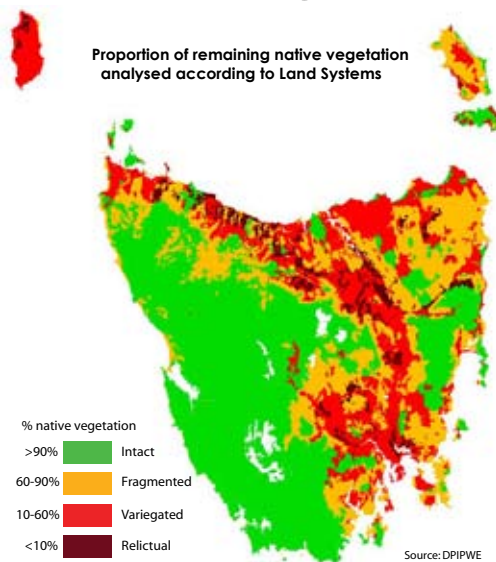 Proportion of remaining native vegetation
analysed according to Land Systems
% native vegetation
>90% Intact
60-90% Fragmented
10-60% Variegated
<10% Relictual
Source: DPIPWE